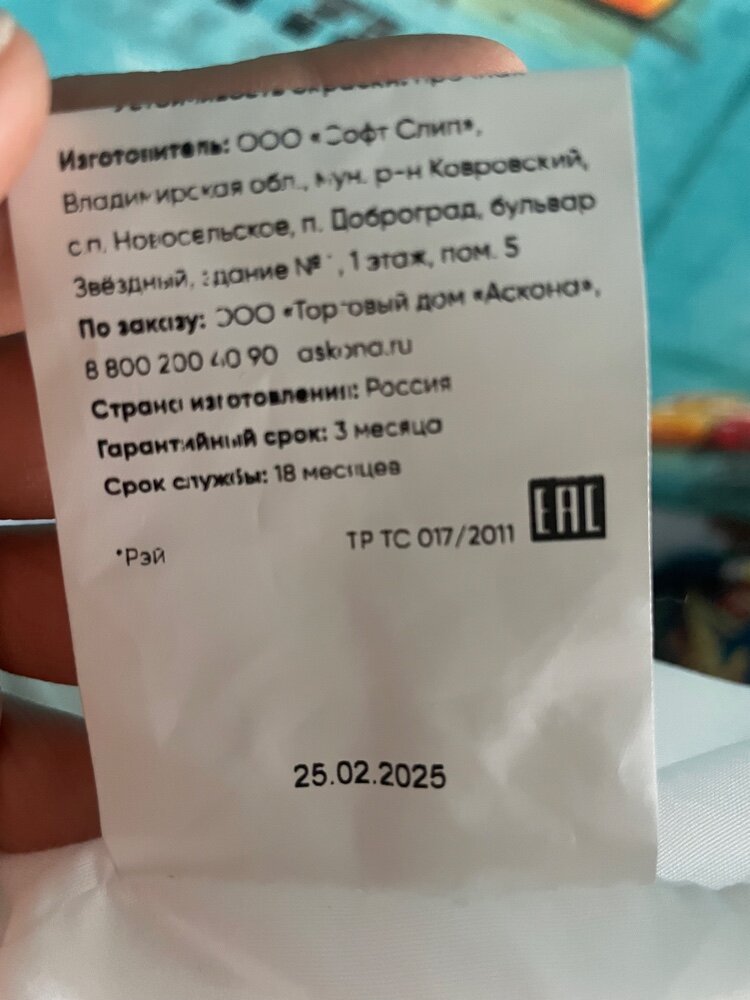 Изготовитель: ООО «Софт Слип»,
Владимирская обл., мун. р-н Ковровский,
с.п. Новосельское, п. Доброград, бульвар
Звёздный, здание № , 1 этаж, пом. 5
По заказу: ООО «Торговый дом «Аскона»,
8 800 200 40 90 askona.ru
Страна изготовления: Россия
Гарантийный срок: 3 месяца
Срок службы: 18 месяцев
ТР ТС 017/2011 EAC
*Рэй
25.02.2025